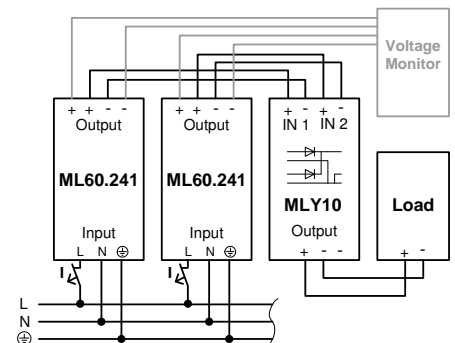 Voltage
Monitor
+ + - - + + - - + - + -
Output Output IN 1 IN 2
ML60.241 ML60.241 MLY10 Load
Input Input Output
L N L N + - - + -
I I
L
N